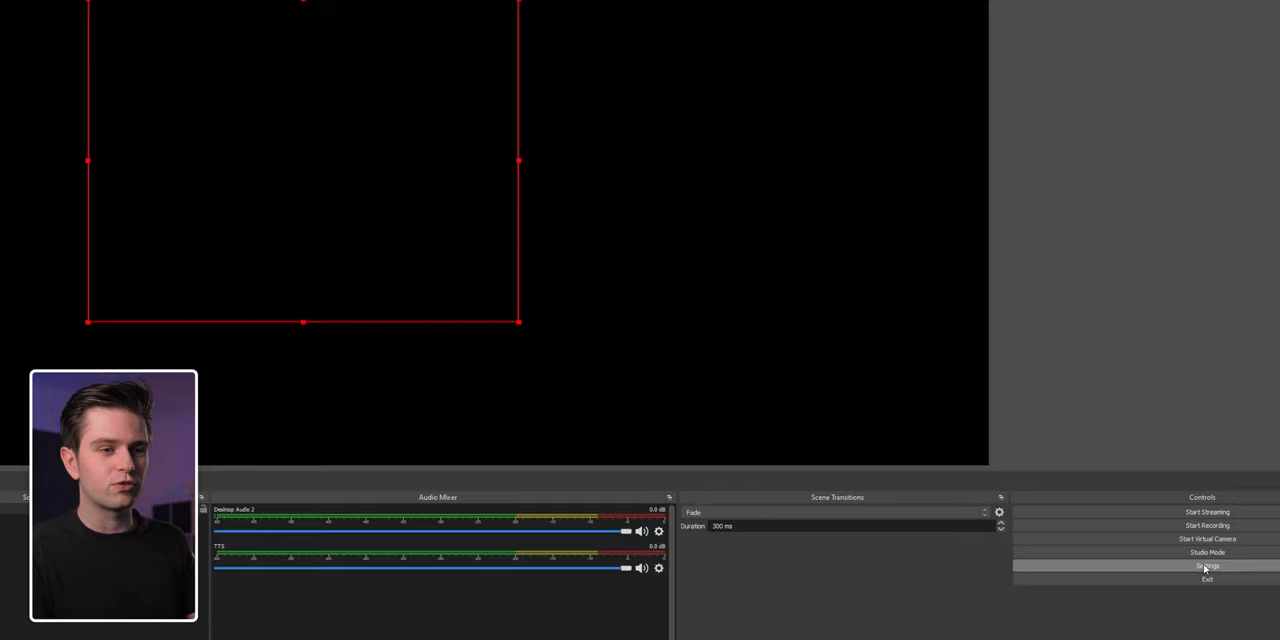 Audio Mixer
Scene Transitions
Controls
Desktop Audio 2
0.0 dB
Fade
Start Streaming
Duration
300 ms
Start Recording
Start Virtual Camera
TTS
0.0 dB
Studio Mode
Settings
Exit